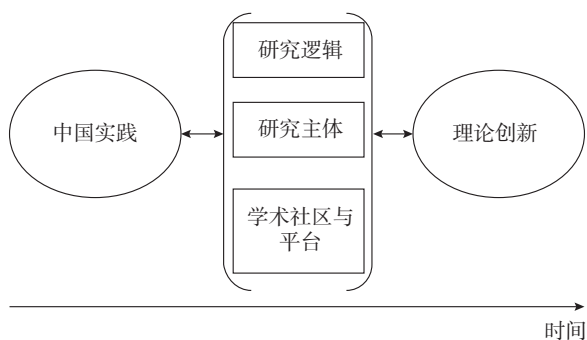 研究逻辑
中国实践
研究主体
理论创新
学术社区与
平台
时间